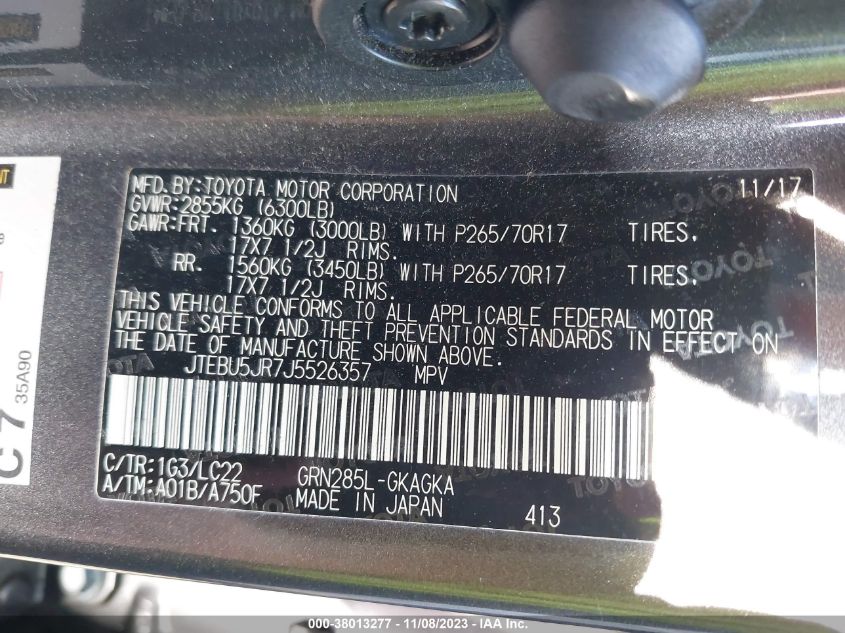 MFD. BY: TOYOTA MOTOR CORPORATION 11/17
GVWR: 2855KG (6300LB)
GAWR: FRT. 1360KG (3000LB) WITH P265/70R17 TIRES.
17X7 1/2J RIMS.
RR. 1560KG (3450LB) WITH P265/70R17 TIRES.
17X7 1/2J RIMS.
THIS VEHICLE CONFORMS TO ALL APPLICABLE FEDERAL MOTOR
VEHICLE SAFETY AND THEFT PREVENTION STANDARDS IN EFFECT ON
THE DATE OF MANUFACTURE SHOWN ABOVE.
JTEBU5JR7J5526357 MPV
C/TR: 1G3/LC22 GRN285L-GKAGKA
A/TM: A01B/A750F MADE IN JAPAN 413
C 7
35A90
000-38013277 - 11/08/2023 - IAAI.com